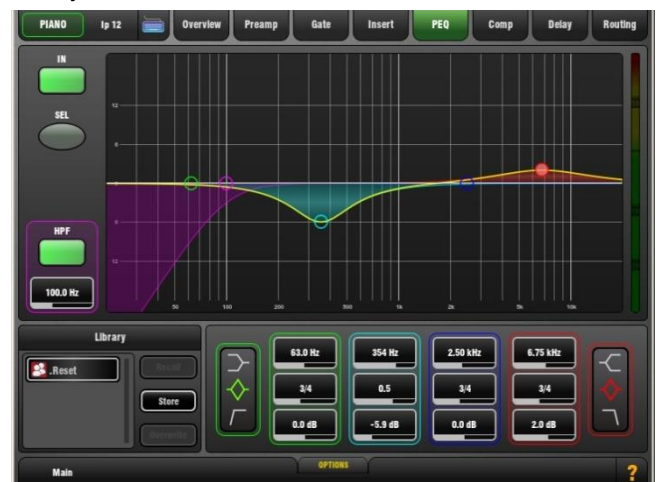 PIANO Ip 12 Overview Preamp Gate Insert PEQ Comp Delay Routing
IN
SEL
12
6
0
6
12
HPF
100.0 Hz
50 100 200 500 1k 2k 5k 10k
Library
.Reset
Recall
Store
Overwrite
63.0 Hz 354 Hz 2.50 kHz 6.75 kHz
3/4 0.5 3/4 3/4
0.0 dB -5.9 dB 0.0 dB 2.0 dB
Main
OPTIONS
?